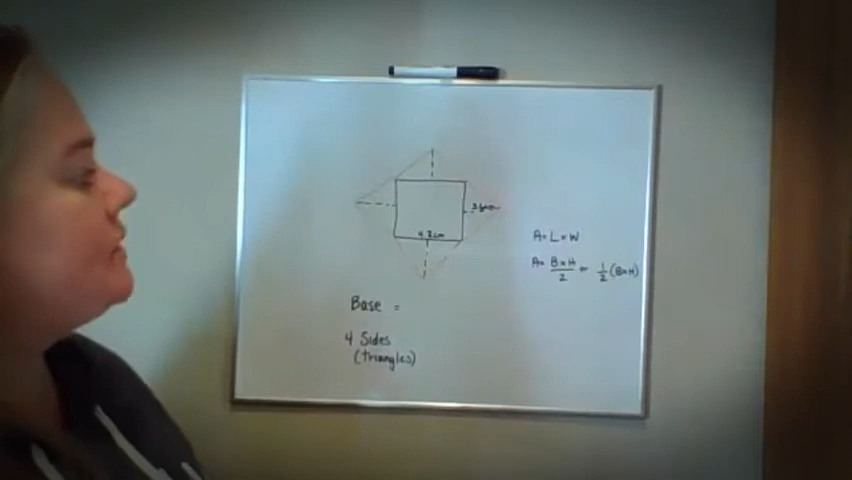 4.2cm
A= L×W
A= B×H/2 or 1/2 (B×H)
Base =
4 Sides
(triangles)